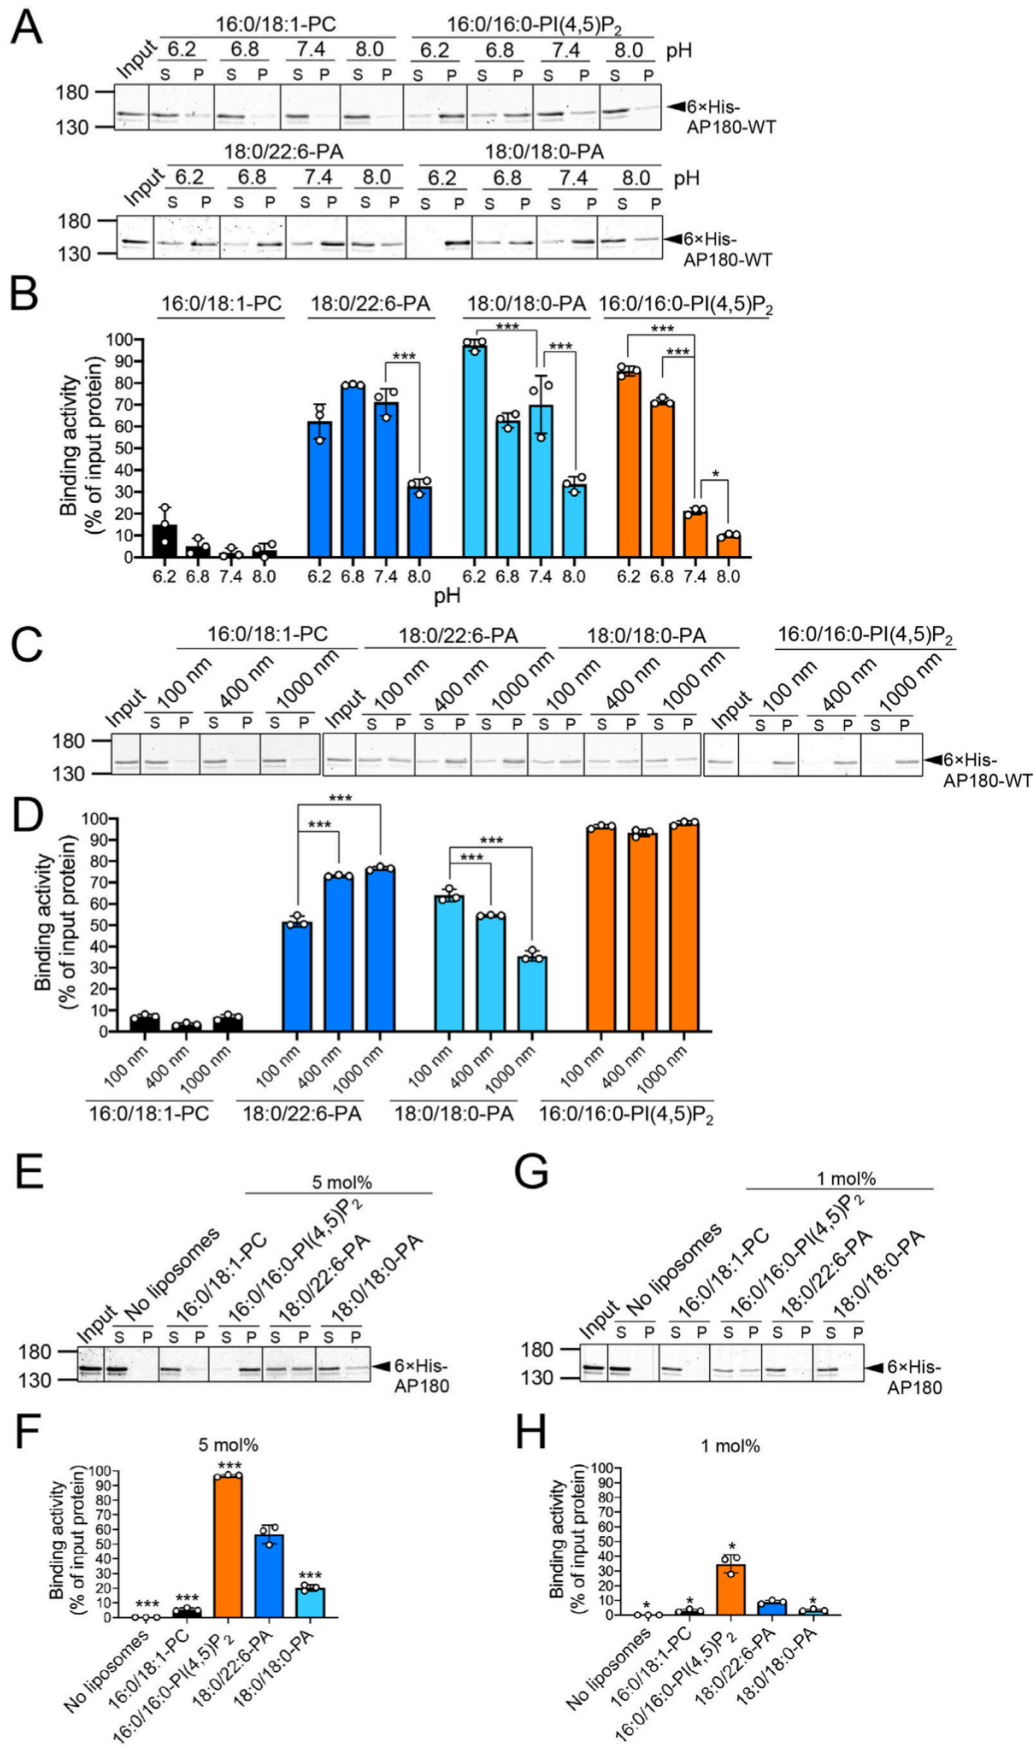 A
16:0/18:1-PC 16:0/16:0-PI(4,5)P2
Input 6.2 6.8 7.4 8.0 6.2 6.8 7.4 8.0 pH
S P S P S P S P S P S P S P S P
180
130
6×His-
AP180-WT
18:0/22:6-PA 18:0/18:0-PA
Input 6.2 6.8 7.4 8.0 6.2 6.8 7.4 8.0 pH
S P S P S P S P S P S P S P S P
180
130
6×His-
AP180-WT
B
16:0/18:1-PC 18:0/22:6-PA 18:0/18:0-PA 16:0/16:0-PI(4,5)P2
Binding activity
(% of input protein)
100
90
80
70
60
50
40
30
20
10
0
*** *** *** *** *** *
6.2 6.8 7.4 8.0 6.2 6.8 7.4 8.0 6.2 6.8 7.4 8.0 6.2 6.8 7.4 8.0
pH
C
16:0/18:1-PC 18:0/22:6-PA 18:0/18:0-PA 16:0/16:0-PI(4,5)P2
Input 100 nm 400 nm 1000 nm Input 100 nm 400 nm 1000 nm 100 nm 400 nm 1000 nm Input 100 nm 400 nm 1000 nm
S P S P S P S P S P S P S P S P S P S P S P S P
180
130
6×His-
AP180-WT
D
Binding activity
(% of input protein)
100
90
80
70
60
50
40
30
20
10
0
*** *** *** ***
100 nm 400 nm 1000 nm 100 nm 400 nm 1000 nm 100 nm 400 nm 1000 nm 100 nm 400 nm 1000 nm
16:0/18:1-PC 18:0/22:6-PA 18:0/18:0-PA 16:0/16:0-PI(4,5)P2
E
5 mol%
Input No liposomes 16:0/18:1-PC 16:0/16:0-PI(4,5)P2 18:0/22:6-PA 18:0/18:0-PA
S P S P S P S P S P
180
130
6×His-
AP180
G
1 mol%
Input No liposomes 16:0/18:1-PC 16:0/16:0-PI(4,5)P2 18:0/22:6-PA 18:0/18:0-PA
S P S P S P S P S P
180
130
6×His-
AP180
F
5 mol%
Binding activity
(% of input protein)
100
90
80
70
60
50
40
30
20
10
0
*** *** *** ***
No liposomes 16:0/18:1-PC 16:0/16:0-PI(4,5)P2 18:0/22:6-PA 18:0/18:0-PA
H
1 mol%
Binding activity
(% of input protein)
100
90
80
70
60
50
40
30
20
10
0
* * * *
No liposomes 16:0/18:1-PC 16:0/16:0-PI(4,5)P2 18:0/22:6-PA 18:0/18:0-PA